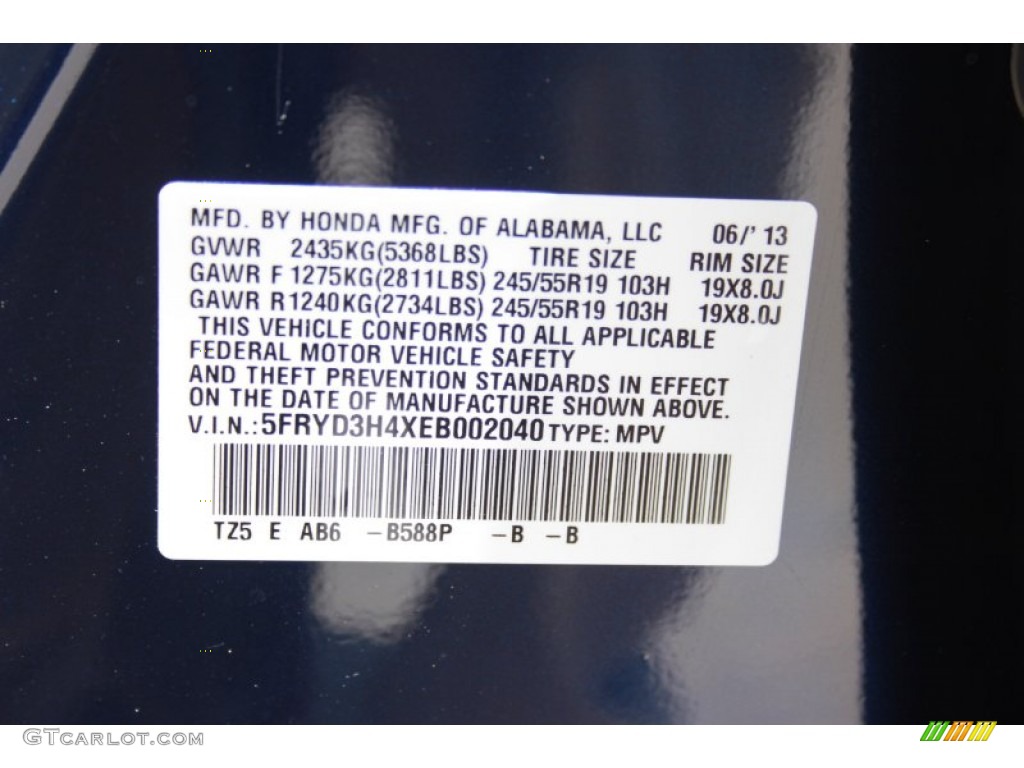 MFD. BY HONDA MFG. OF ALABAMA, LLC 06/' 13
GVWR 2435KG(5368LBS) TIRE SIZE RIM SIZE
GAWR F 1275KG(2811LBS) 245/55R19 103H 19X8.0J
GAWR R 1240KG(2734LBS) 245/55R19 103H 19X8.0J
THIS VEHICLE CONFORMS TO ALL APPLICABLE
FEDERAL MOTOR VEHICLE SAFETY
AND THEFT PREVENTION STANDARDS IN EFFECT
ON THE DATE OF MANUFACTURE SHOWN ABOVE.
V.I.N.: 5FRYD3H4XEB002040 TYPE: MPV
TZ5 E AB6 –B588P –B –B
GTCARLOT.COM